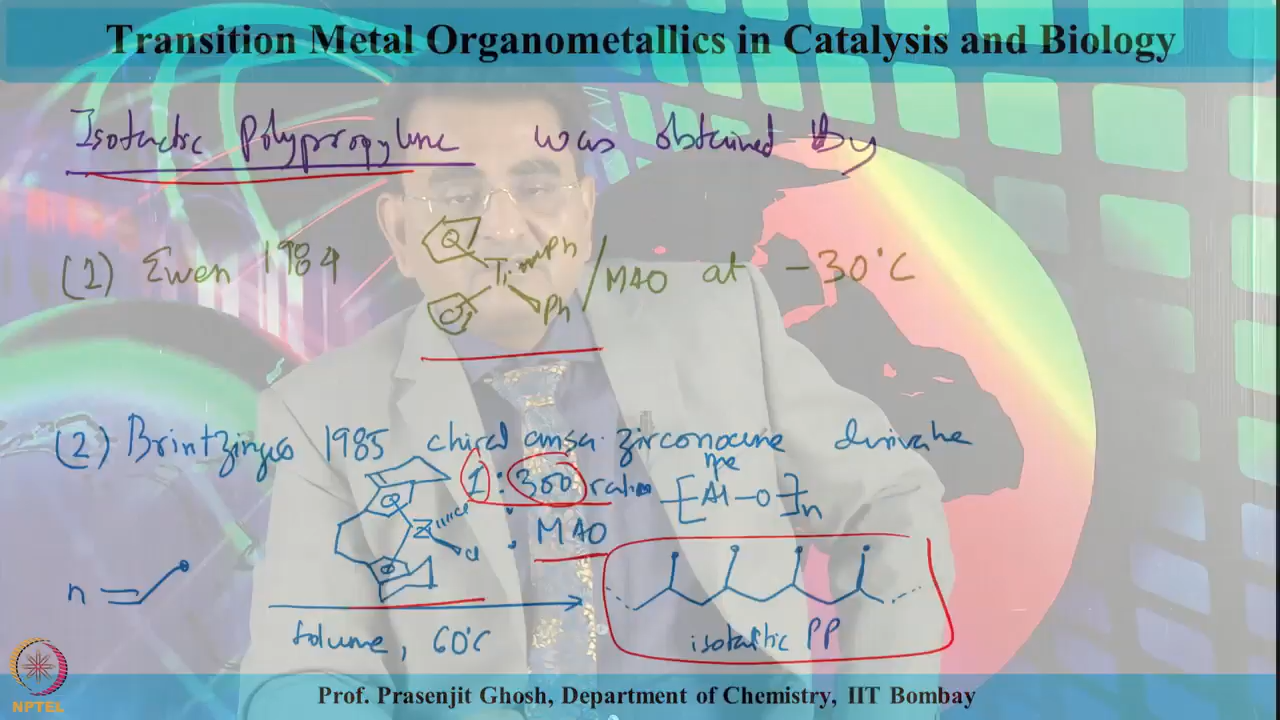 Transition Metal Organometallics in Catalysis and Biology
Isotactic Polypropylene was obtained by
(1) Ewen 1984 Ti Ph Ph / MAO at -30°C
(2) Brintzinger 1985 chiral ansa-zirconocene derivative
1 : 300 ratio
Me
[Al-O]n
Zr Cl Cl : MAO
n
toluene, 60°C isotactic PP
Prof. Prasenjit Ghosh, Department of Chemistry, IIT Bombay
NPTEL